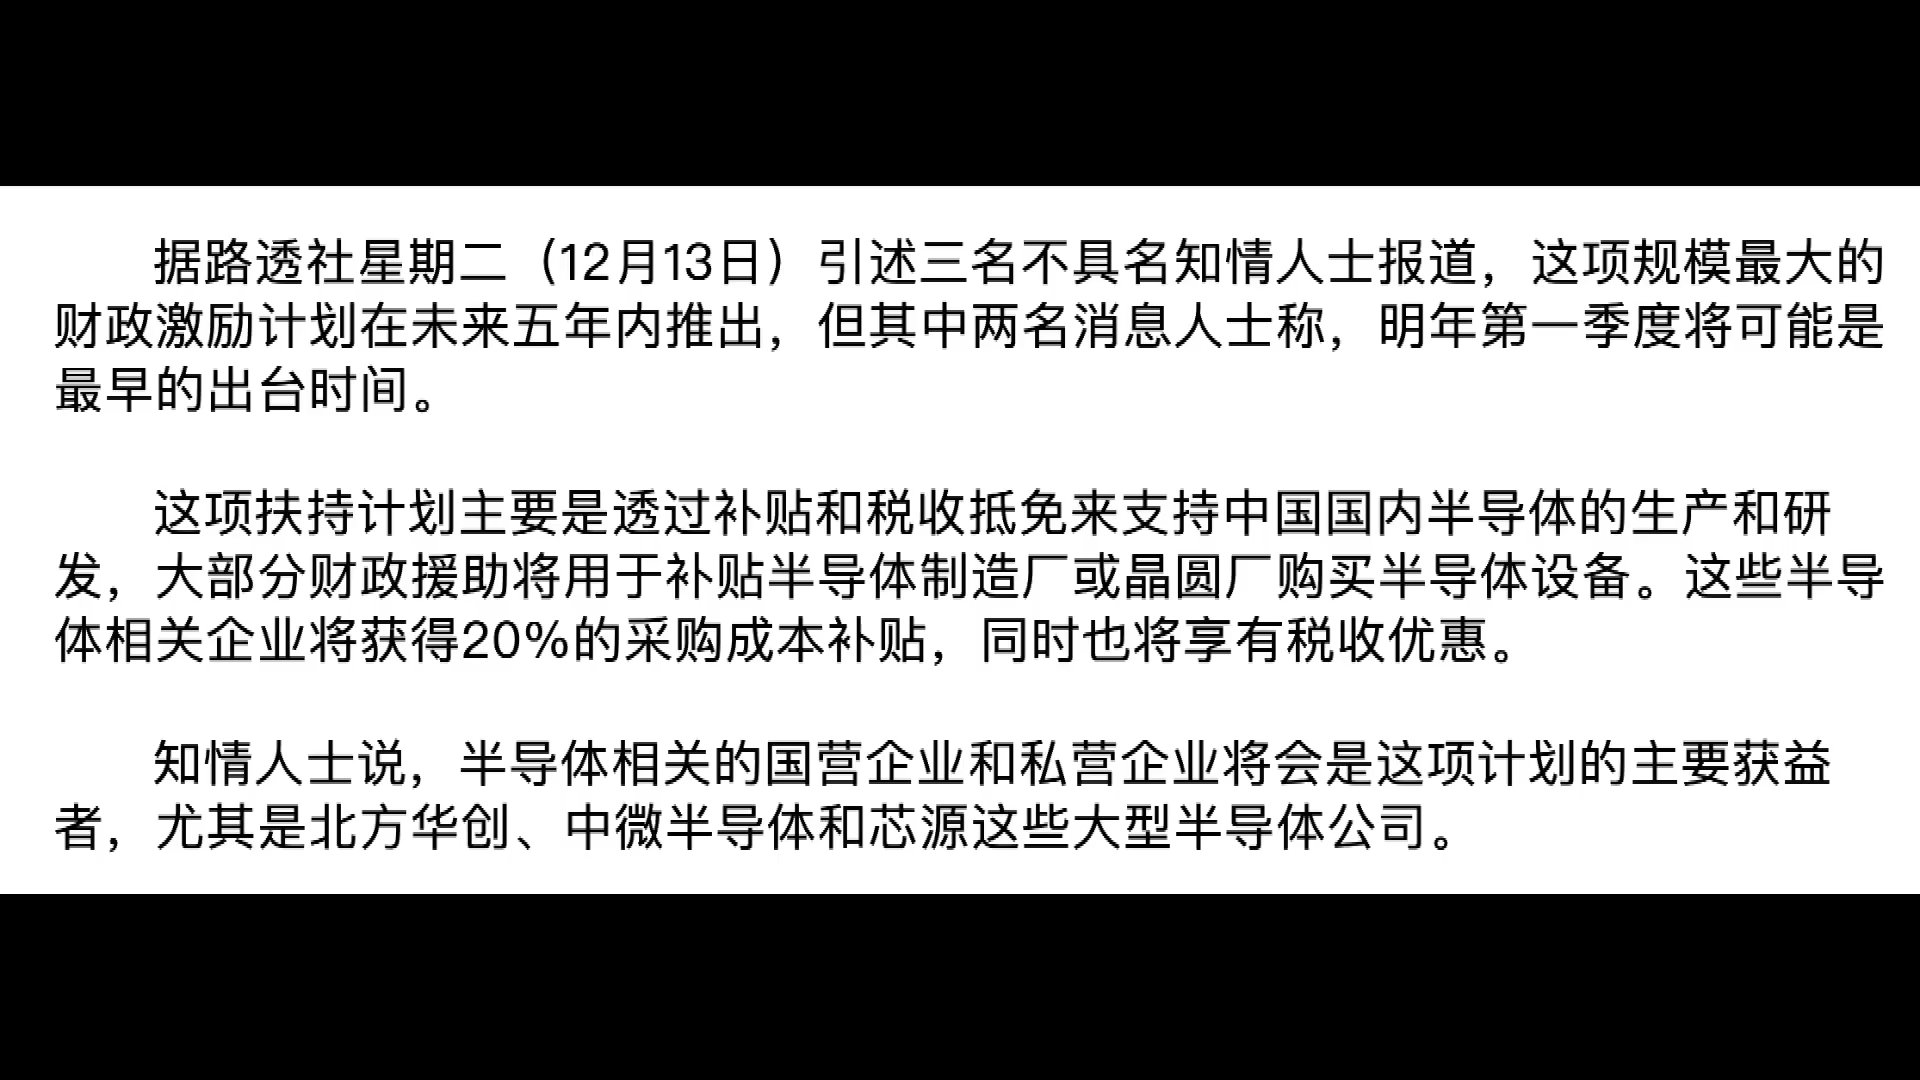 据路透社星期二（12月13日）引述三名不具名知情人士报道，这项规模最大的
财政激励计划在未来五年内推出，但其中两名消息人士称，明年第一季度将可能是
最早的出台时间。
这项扶持计划主要是透过补贴和税收抵免来支持中国国内半导体的生产和研
发，大部分财政援助将用于补贴半导体制造厂或晶圆厂购买半导体设备。这些半导
体相关企业将获得20%的采购成本补贴，同时也将享有税收优惠。
知情人士说，半导体相关的国营企业和私营企业将会是这项计划的主要获益
者，尤其是北方华创、中微半导体和芯源这些大型半导体公司。